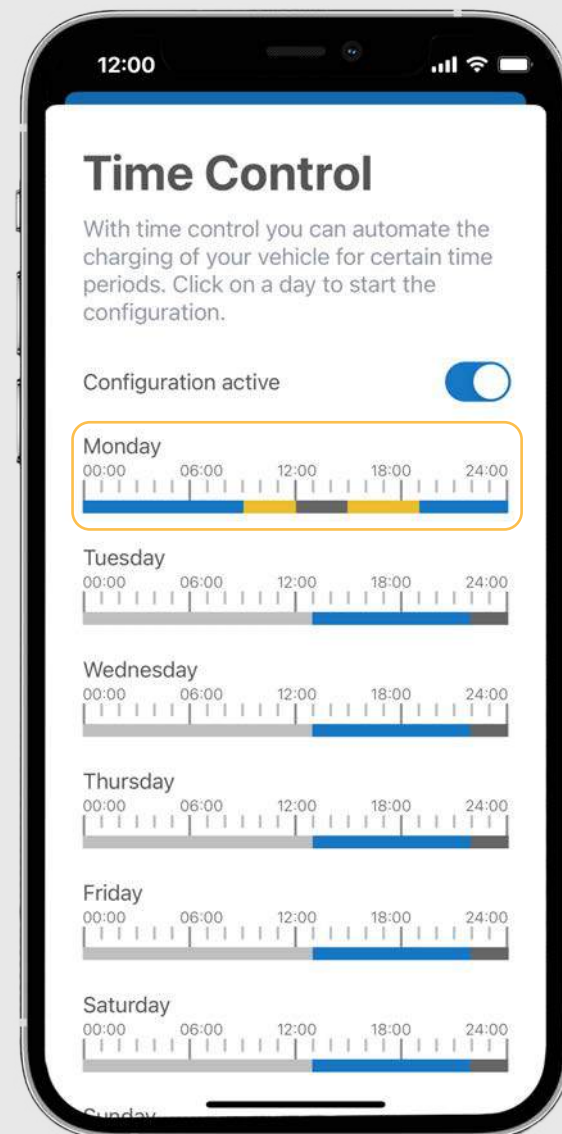 12:00
Time Control
With time control you can automate the
charging of your vehicle for certain time
periods. Click on a day to start the
configuration.
Configuration active
Monday
00:00 06:00 12:00 18:00 24:00
Tuesday
00:00 06:00 12:00 18:00 24:00
Wednesday
00:00 06:00 12:00 18:00 24:00
Thursday
00:00 06:00 12:00 18:00 24:00
Friday
00:00 06:00 12:00 18:00 24:00
Saturday
00:00 06:00 12:00 18:00 24:00
Sunday